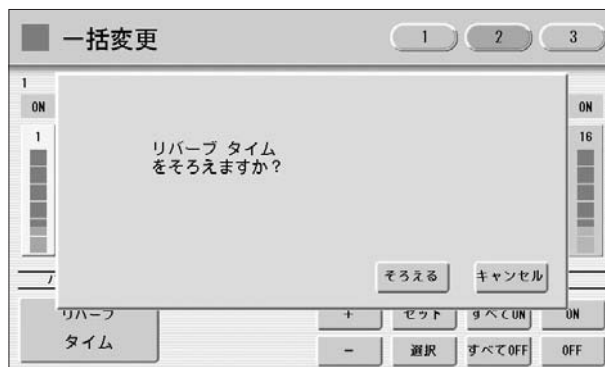 一括変更
1 2 3
1
ON ON
1 16
リバーブ タイム
をそろえますか?
そろえる キャンセル
リバーブ + セット すべてON ON
タイム - 選択 すべてOFF OFF